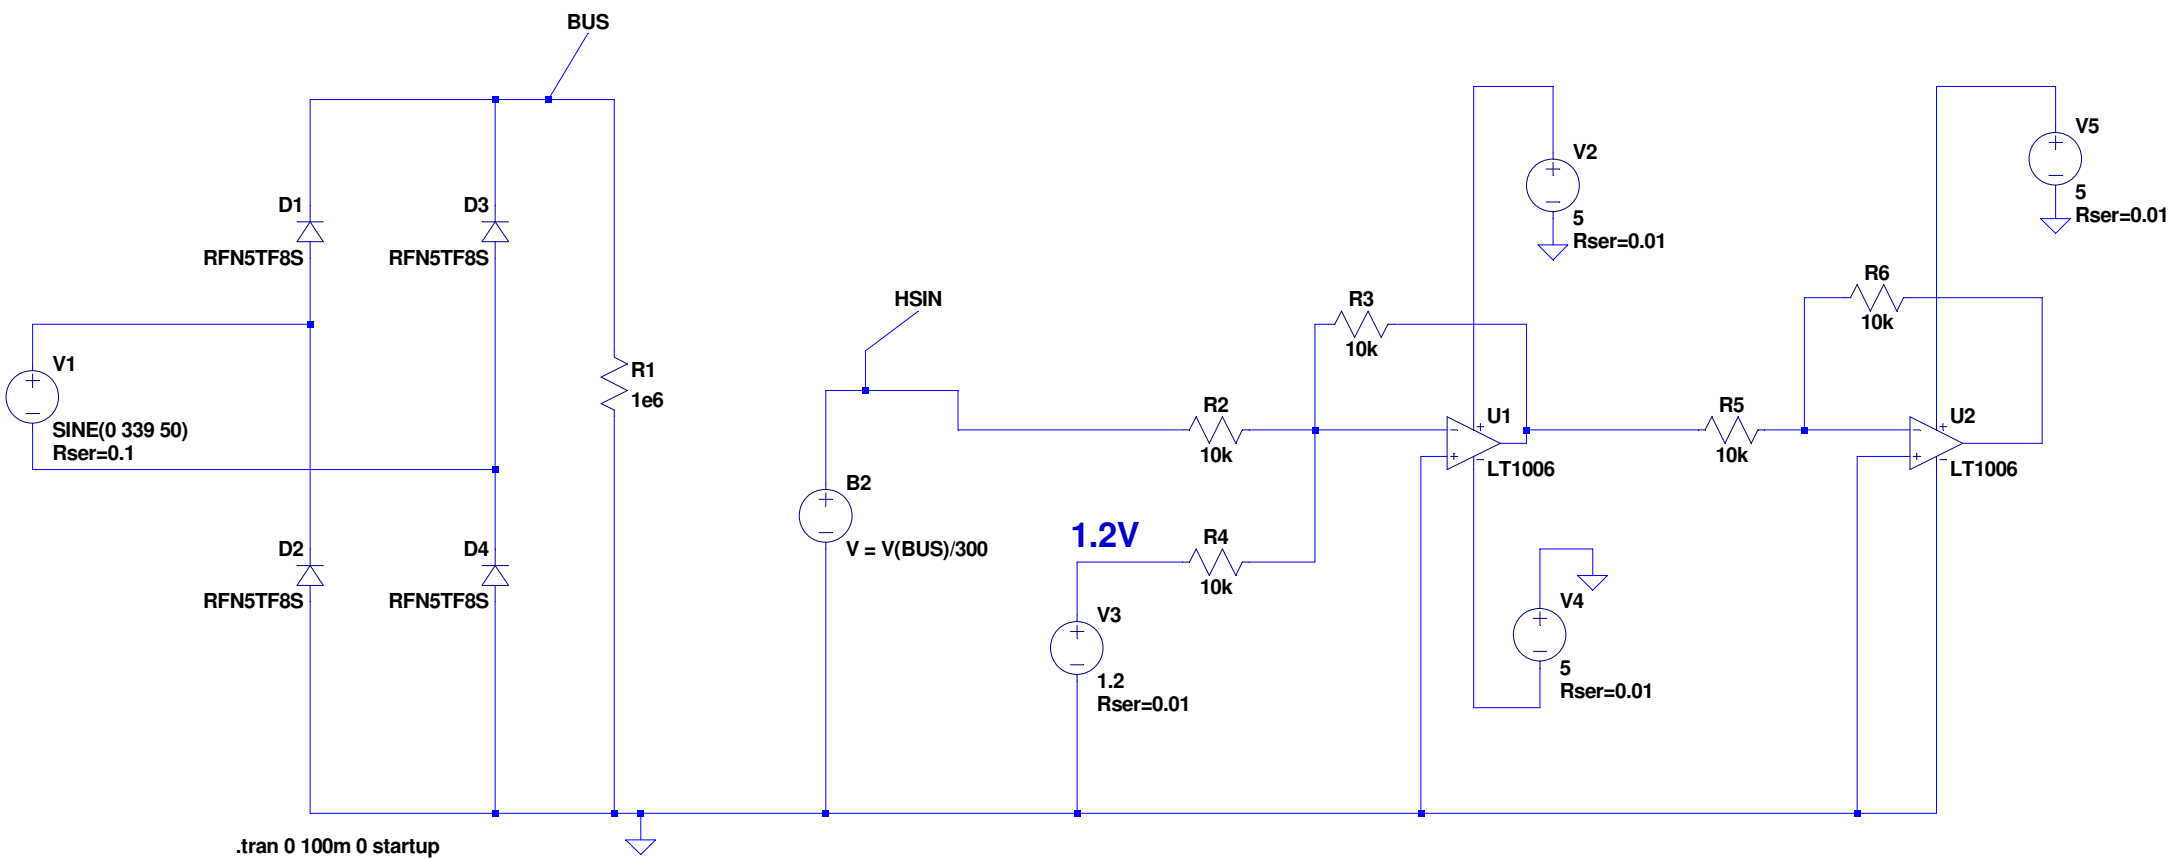 BUS
D1
RFN5TF8S
D3
RFN5TF8S
V1
SINE(0 339 50)
Rser=0.1
R1
1e6
D2
RFN5TF8S
D4
RFN5TF8S
.tran 0 100m 0 startup
HSIN
B2
V = V(BUS)/300
R2
10k
1.2V
R4
10k
V3
1.2
Rser=0.01
R3
10k
V2
5
Rser=0.01
U1
LT1006
V4
5
Rser=0.01
R5
10k
R6
10k
V5
5
Rser=0.01
U2
LT1006